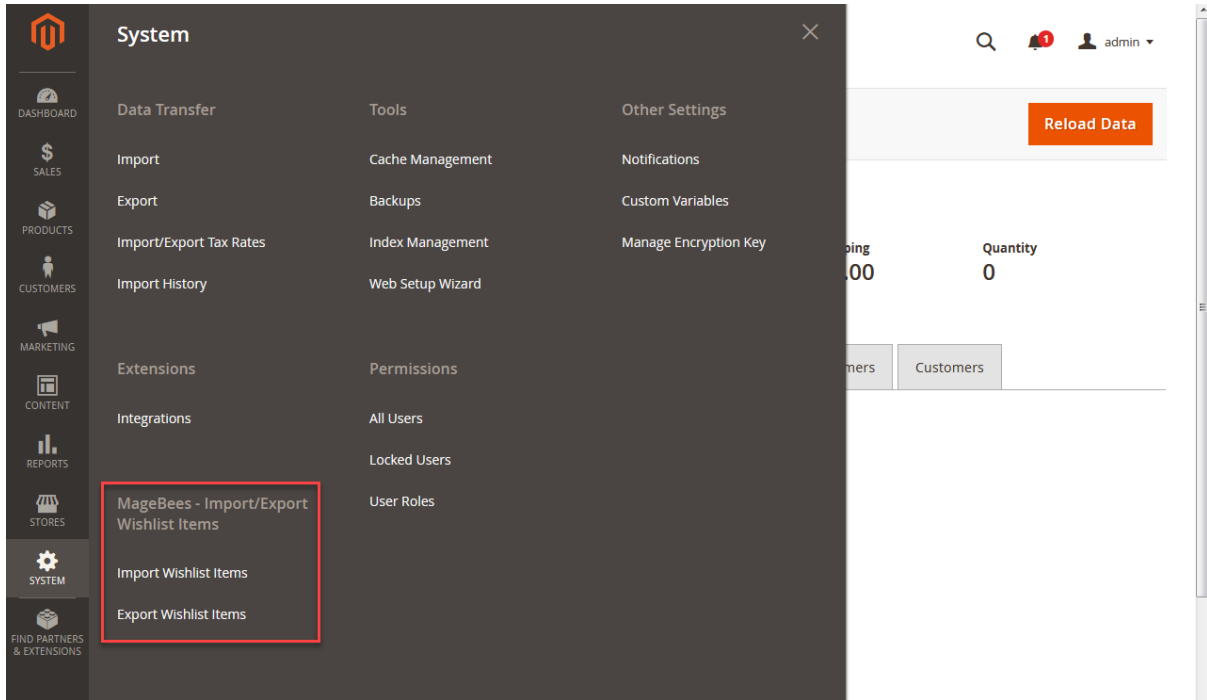 DASHBOARD
SALES
PRODUCTS
CUSTOMERS
MARKETING
CONTENT
REPORTS
STORES
SYSTEM
FIND PARTNERS
& EXTENSIONS
System
Data Transfer
Import
Export
Import/Export Tax Rates
Import History
Tools
Cache Management
Backups
Index Management
Web Setup Wizard
Other Settings
Notifications
Custom Variables
Manage Encryption Key
Extensions
Integrations
Permissions
All Users
Locked Users
User Roles
MageBees - Import/Export
Wishlist Items
Import Wishlist Items
Export Wishlist Items
1
admin
Reload Data
ping
.00
Quantity
0
mers
Customers